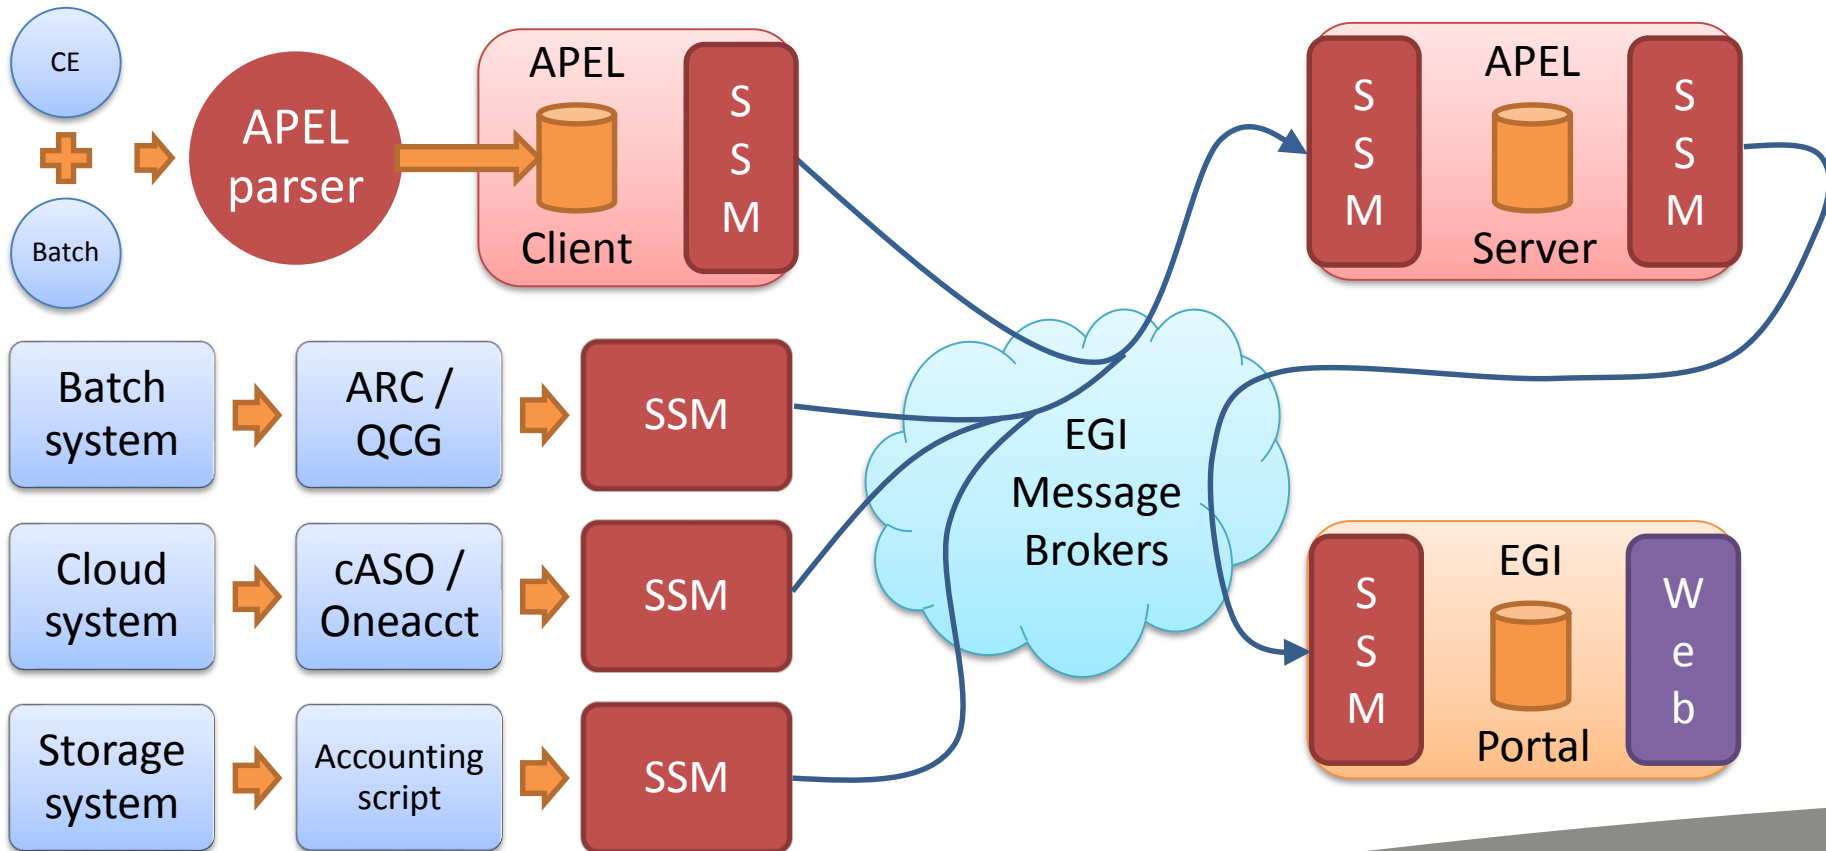 CE
Batch
APEL
parser
APEL
Client
S
S
M
S
S
M
APEL
Server
S
S
M
Batch
system
ARC /
QCG
SSM
Cloud
system
cASO /
Oneacct
SSM
Storage
system
Accounting
script
SSM
EGI
Message
Brokers
S
S
M
EGI
Portal
W
e
b